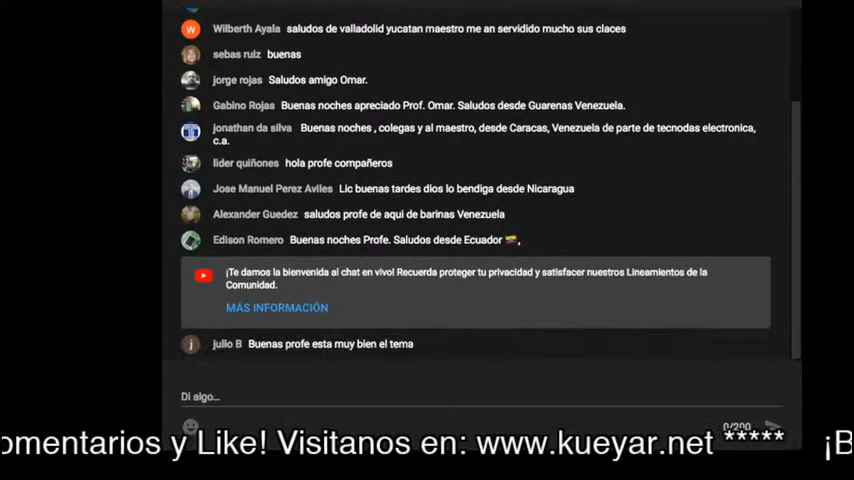 W Wilberth Ayala saludos de valladolid yucatan maestro me an servidido mucho sus claces
sebas ruiz buenas
jorge rojas Saludos amigo Omar.
Gabino Rojas Buenas noches apreciado Prof. Omar. Saludos desde Guarenas Venezuela.
jonathan da silva Buenas noches , colegas y al maestro, desde Caracas, Venezuela de parte de tecnodas electronica,
c.a.
lider quiñones hola profe compañeros
Jose Manuel Perez Aviles Lic buenas tardes dios lo bendiga desde Nicaragua
Alexander Guedez saludos profe de aqui de barinas Venezuela
Edison Romero Buenas noches Profe. Saludos desde Ecuador 🇪🇨,
¡Te damos la bienvenida al chat en vivo! Recuerda proteger tu privacidad y satisfacer nuestros Lineamientos de la
Comunidad.
MÁS INFORMACIÓN
j julio B Buenas profe esta muy bien el tema
Di algo...
0/200
omentarios y Like! Visitanos en: www.kueyar.net ***** ¡B